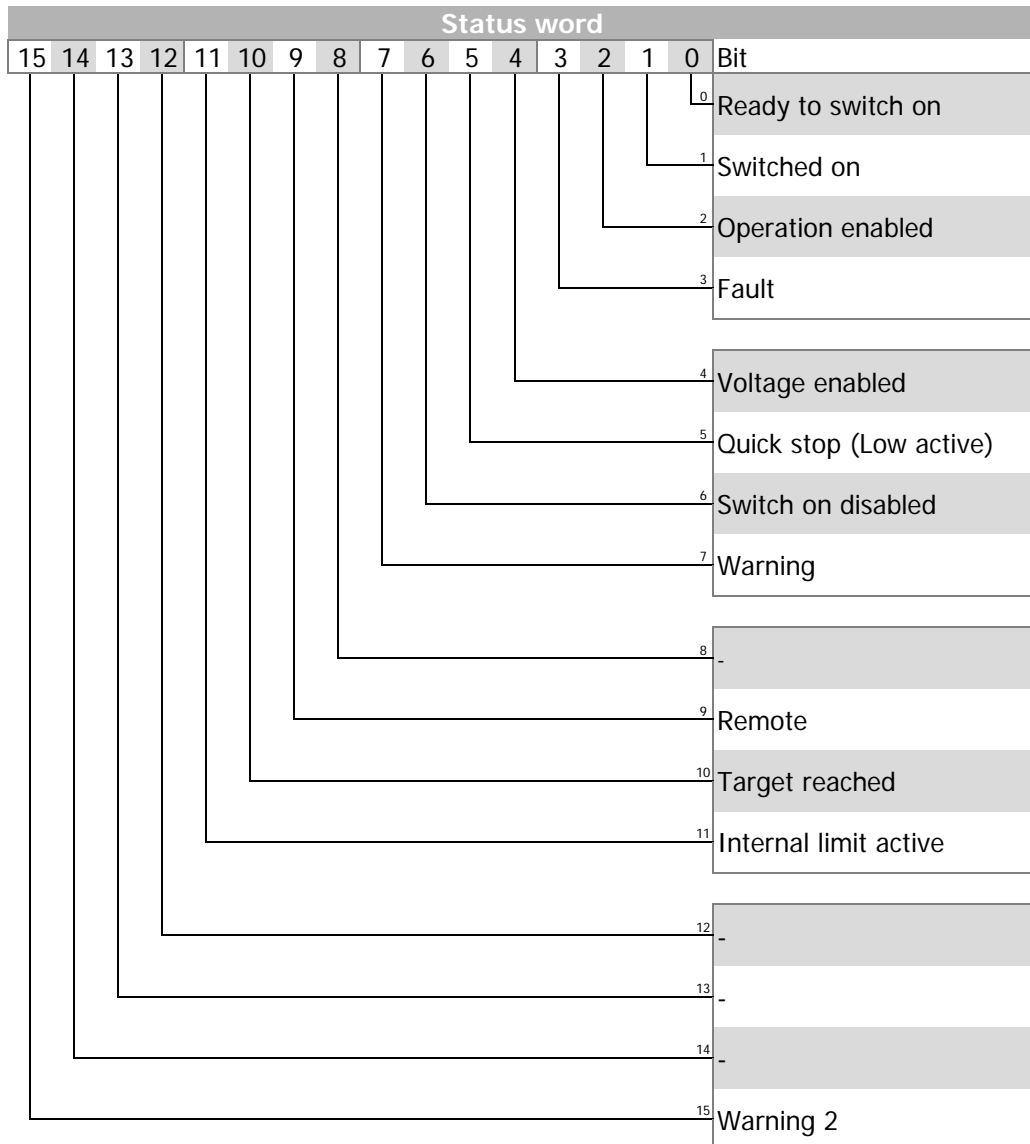 Status word
15 14 13 12 11 10 9 8 7 6 5 4 3 2 1 0 Bit
0 Ready to switch on
1 Switched on
2 Operation enabled
3 Fault
4 Voltage enabled
5 Quick stop (Low active)
6 Switch on disabled
7 Warning
8 -
9 Remote
10 Target reached
11 Internal limit active
12 -
13 -
14 -
15 Warning 2